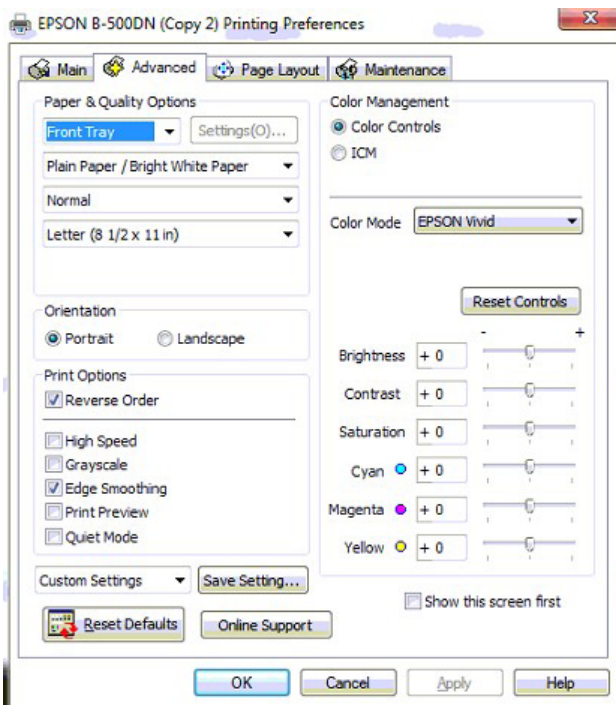 EPSON B-500DN (Copy 2) Printing Preferences
Main Advanced Page Layout Maintenance
Paper & Quality Options
Front Tray Settings(O)...
Plain Paper / Bright White Paper
Normal
Letter (8 1/2 x 11 in)
Orientation
Portrait Landscape
Print Options
Reverse Order
High Speed
Grayscale
Edge Smoothing
Print Preview
Quiet Mode
Custom Settings Save Setting...
Reset Defaults Online Support
Color Management
Color Controls
ICM
Color Mode EPSON Vivid
Reset Controls
- +
Brightness + 0
Contrast + 0
Saturation + 0
Cyan + 0
Magenta + 0
Yellow + 0
Show this screen first
OK Cancel Apply Help